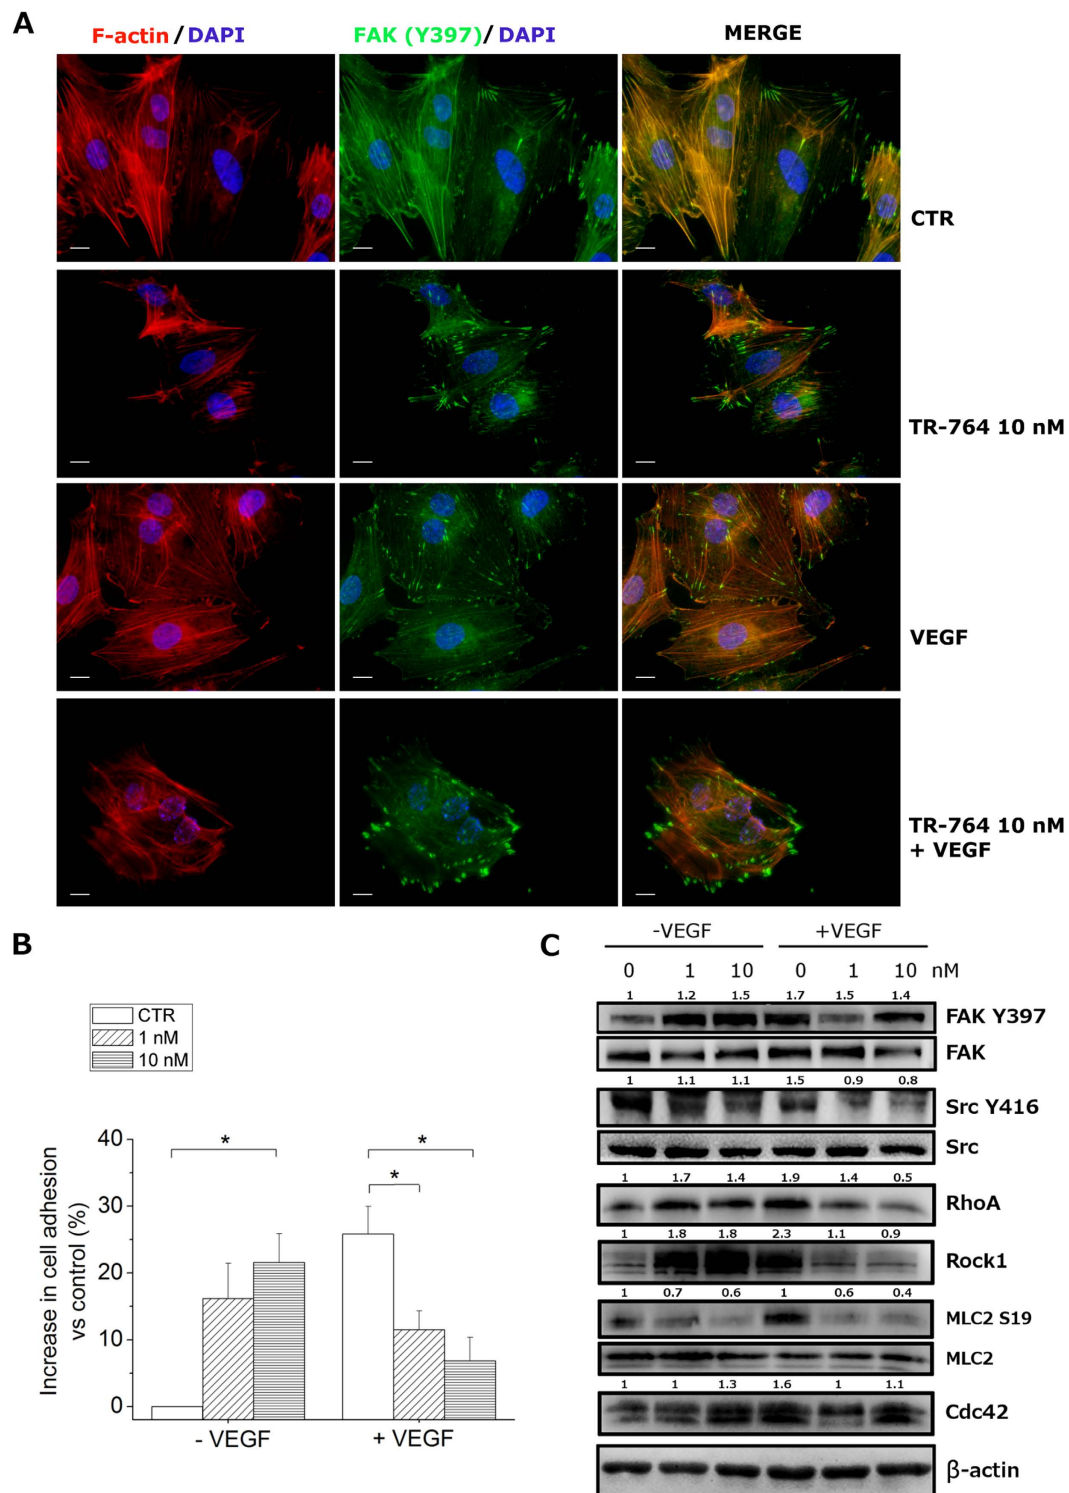 A
F-actin / DAPI
FAK (Y397)/ DAPI
MERGE
CTR
TR-764 10 nM
VEGF
TR-764 10 nM
+ VEGF
B
CTR
1 nM
10 nM
Increase in cell adhesion
vs control (%)
40
30
20
10
0
*
*
*
- VEGF
+ VEGF
C
-VEGF
+VEGF
0 1 10 0 1 10 nM
1 1.2 1.5 1.7 1.5 1.4
FAK Y397
FAK
1 1.1 1.1 1.5 0.9 0.8
Src Y416
Src
1 1.7 1.4 1.9 1.4 0.5
RhoA
1 1.8 1.8 2.3 1.1 0.9
Rock1
1 0.7 0.6 1 0.6 0.4
MLC2 S19
MLC2
1 1 1.3 1.6 1 1.1
Cdc42
β-actin